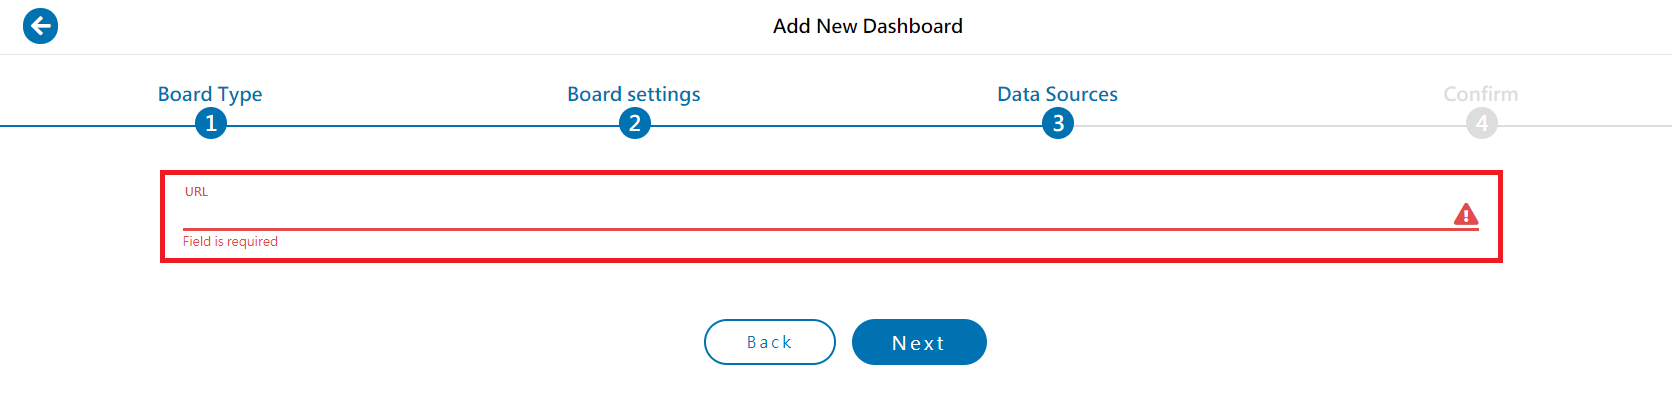 Add New Dashboard
Board Type
Board settings
Data Sources
Confirm
1
2
3
4
URL
Field is required
Back
Next